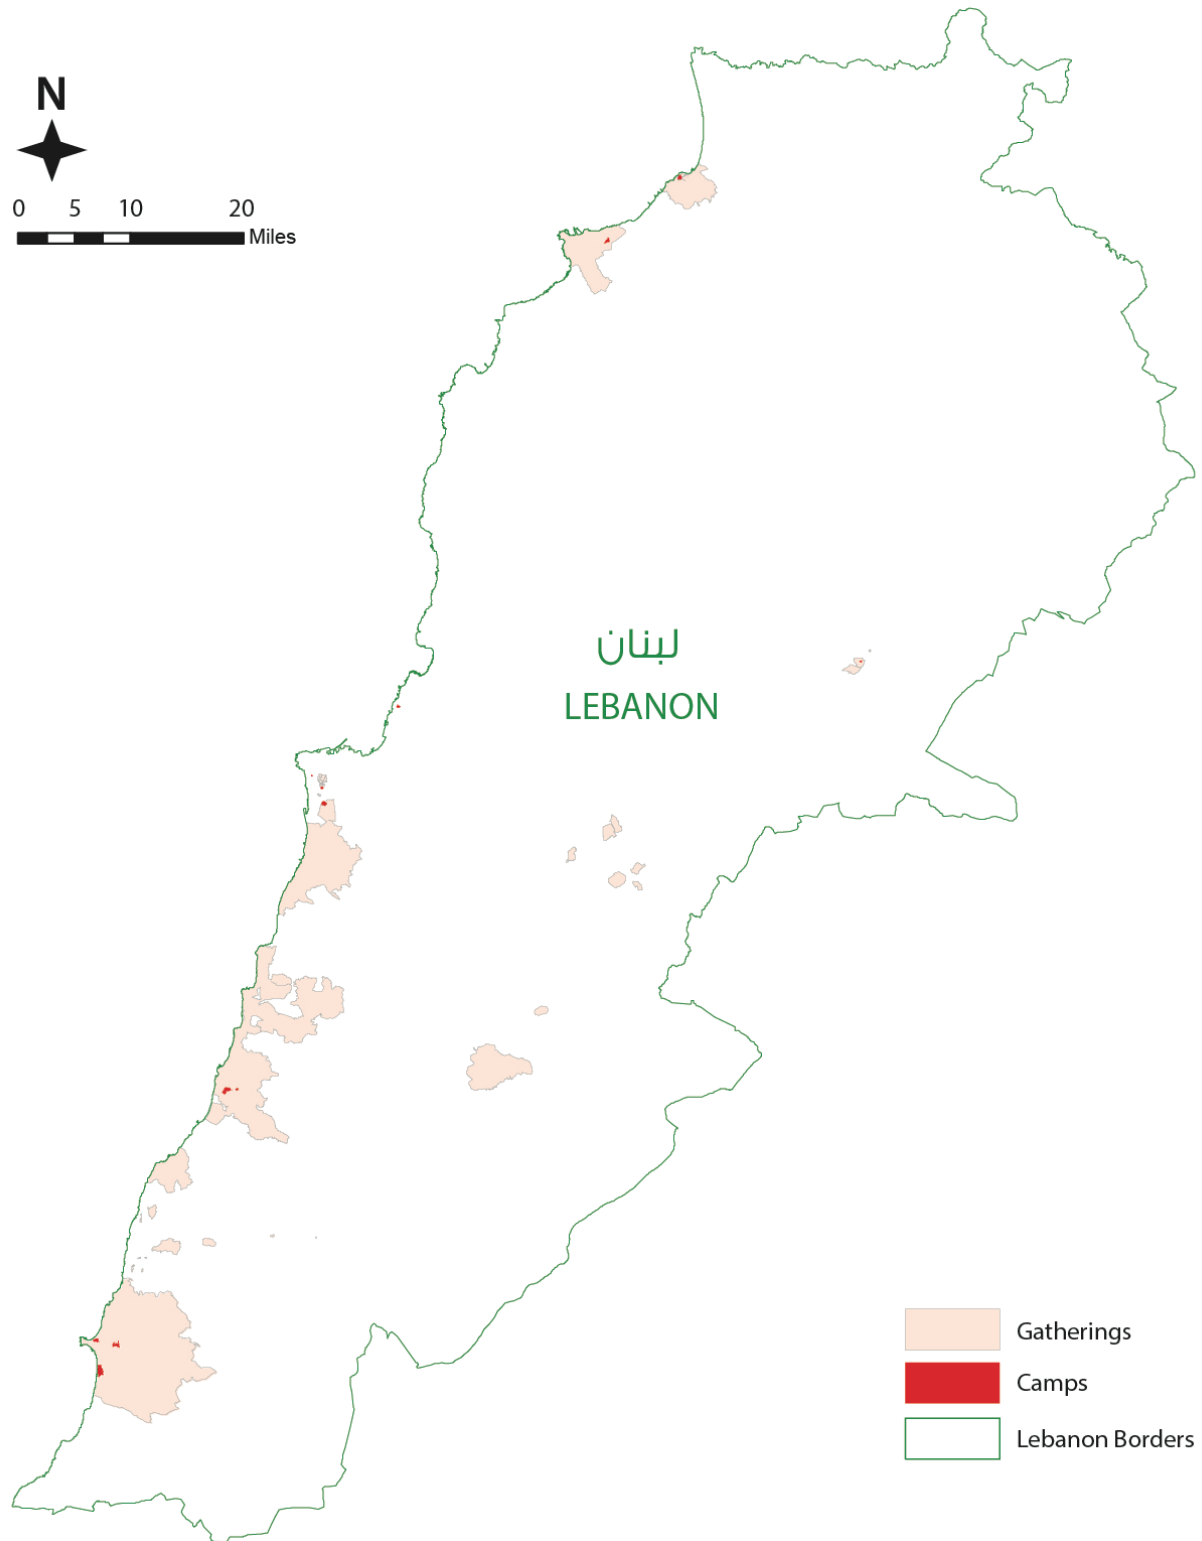 N
0 5 10 20
Miles
لبنان
LEBANON
Gatherings
Camps
Lebanon Borders